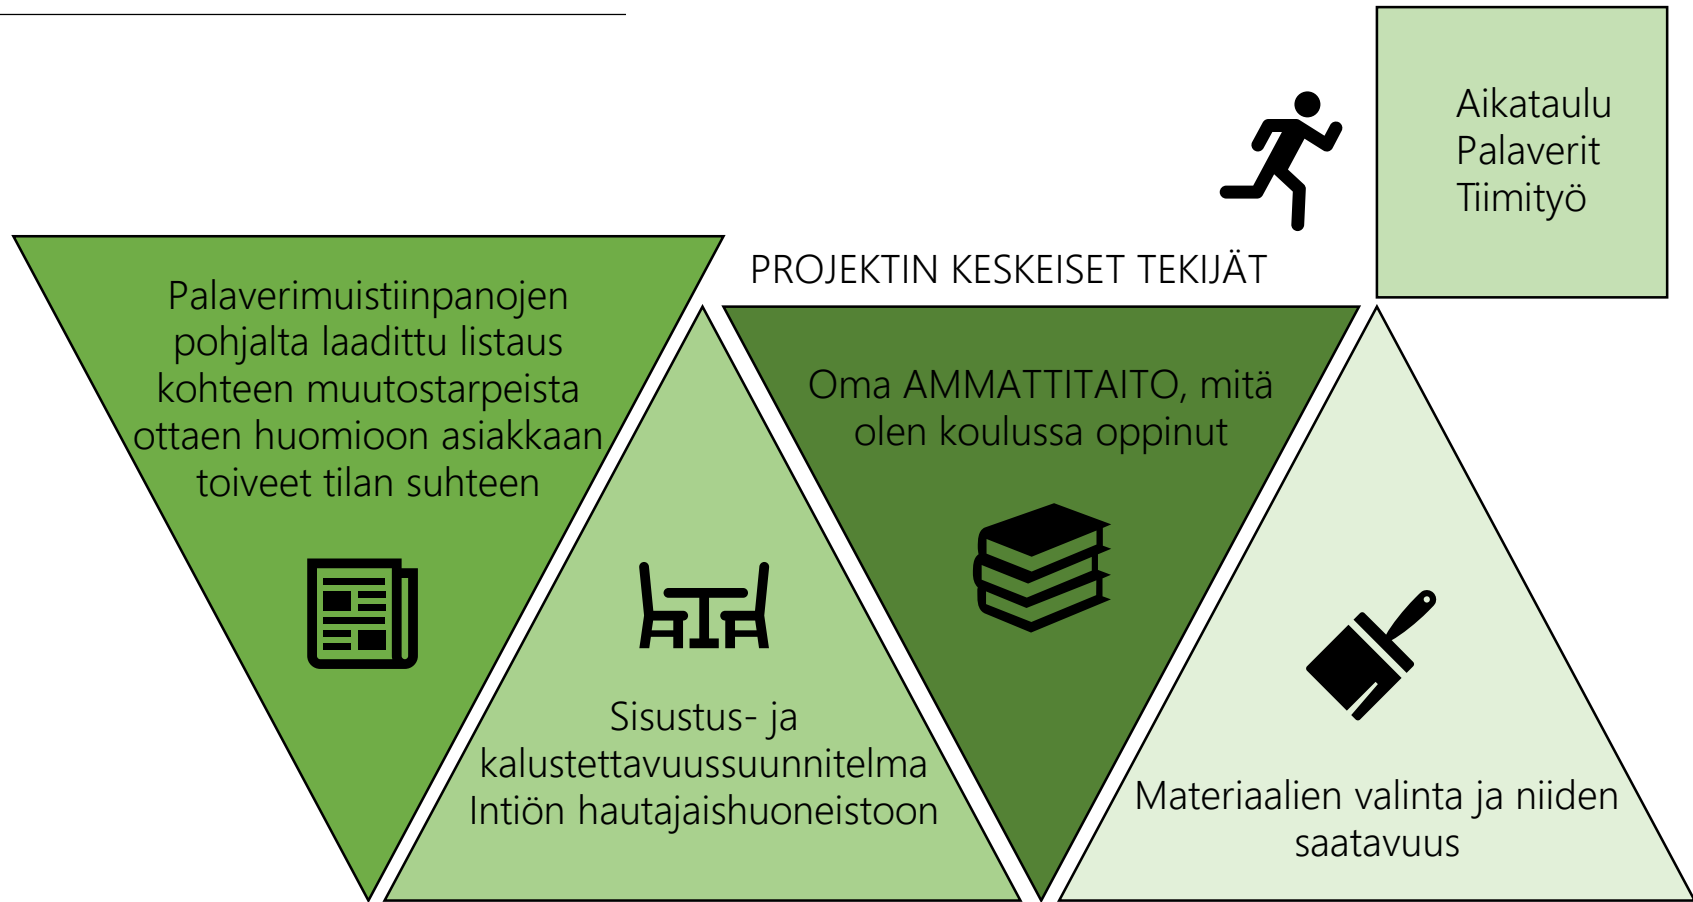 Aikataulu
Palaverit
Tiimityö
PROJEKTIN KESKEISET TEKIJÄT
Palaverimuistiinpanojen
pohjalta laadittu listaus
kohteen muutostarpeista
ottaen huomioon asiakkaan
toiveet tilan suhteen
Oma AMMATTITAITO, mitä
olen koulussa oppinut
Sisustus- ja
kalustettavuussuunnitelma
Intiön hautajaishuoneistoon
Materiaalien valinta ja niiden
saatavuus